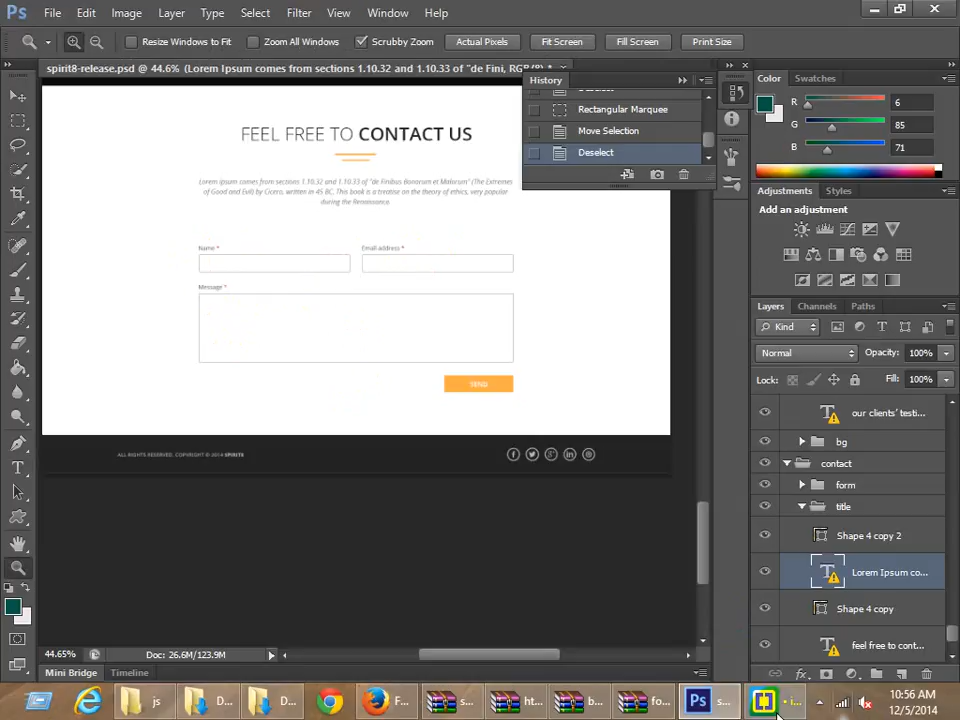 Ps File Edit Image Layer Type Select Filter View Window Help
Resize Windows to Fit Zoom All Windows Scrubby Zoom Actual Pixels Fit Screen Fill Screen Print Size
spirit8-release.psd @ 44.6% (Lorem Ipsum comes from sections 1.10.32 and 1.10.33 of "de Fini, RGB/8) *
History
Rectangular Marquee
Move Selection
Deselect
Color Swatches
R 6
G 85
B 71
Adjustments Styles
Add an adjustment
Layers Channels Paths
Kind
Normal Opacity: 100%
Lock: Fill: 100%
our clients' testi...
bg
contact
form
title
Shape 4 copy 2
Lorem Ipsum co...
Shape 4 copy
feel free to cont...
FEEL FREE TO CONTACT US
Lorem Ipsum comes from sections 1.10.32 and 1.10.33 of "de Finibus Bonorum et Malorum" (The Extremes
of Good and Evil) by Cicero, written in 45 BC. This book is a treatise on the theory of ethics, very popular
during the Renaissance.
Name * Email address *
Message *
SEND
ALL RIGHTS RESERVED. COPYRIGHT © 2014 SPIRIT8
44.65% Doc: 26.6M/123.9M
Mini Bridge Timeline
js D... D... F... s... ht... b... fo... Ps s... i...
10:56 AM
12/5/2014